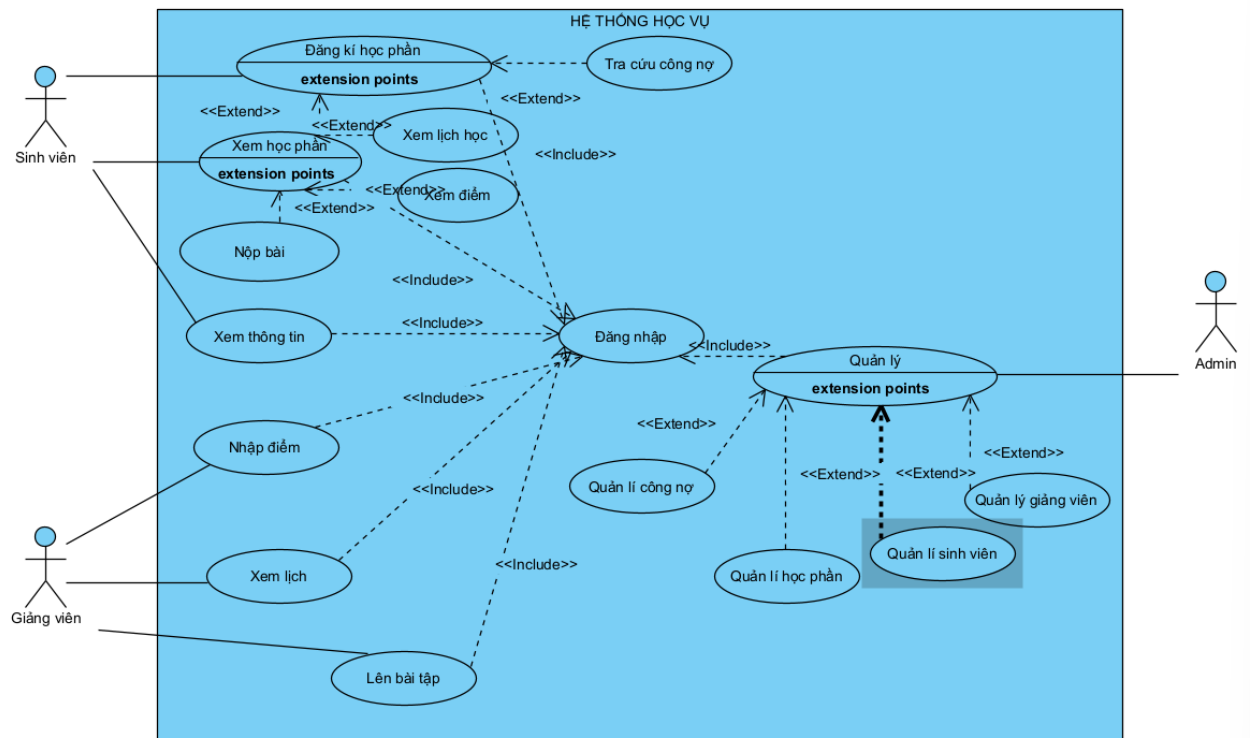 HỆ THỐNG HỌC VỤ
Đăng kí học phần
extension points
Tra cứu công nợ
<<Extend>>
<<Extend>>
<<Extend>>
Xem lịch học
Sinh viên
Xem học phần
extension points
<<Include>>
<<Extend>>
Xem điểm
<<Extend>>
Nộp bài
<<Include>>
Xem thông tin
<<Include>>
Đăng nhập
<<Include>>
Quản lý
extension points
Admin
<<Include>>
Nhập điểm
<<Extend>>
<<Extend>>
<<Extend>>
<<Extend>>
Quản lí công nợ
<<Include>>
Quản lý giảng viên
Quản lí sinh viên
<<Include>>
Xem lịch
Quản lí học phần
Giảng viên
Lên bài tập